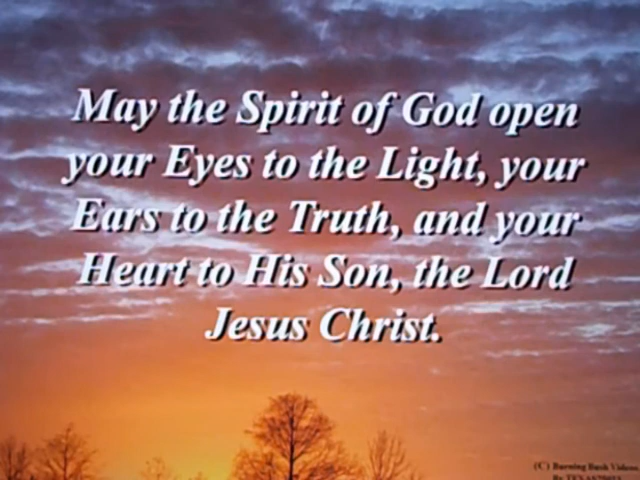 May the Spirit of God open
your Eyes to the Light, your
Ears to the Truth, and your
Heart to His Son, the Lord
Jesus Christ.
(C) Burning Bush Videos
By